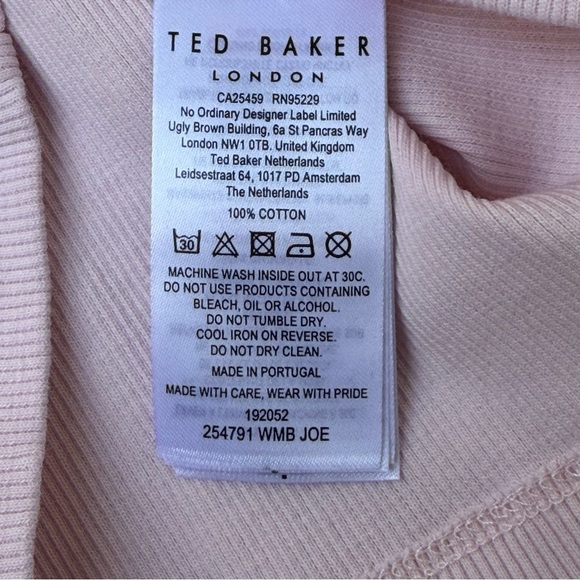 TED BAKER
LONDON
CA25459 RN95229
No Ordinary Designer Label Limited
Ugly Brown Building, 6a St Pancras Way
London NW1 0TB. United Kingdom
Ted Baker Netherlands
Leidsestraat 64, 1017 PD Amsterdam
The Netherlands
100% COTTON
30
MACHINE WASH INSIDE OUT AT 30C.
DO NOT USE PRODUCTS CONTAINING
BLEACH, OIL OR ALCOHOL.
DO NOT TUMBLE DRY.
COOL IRON ON REVERSE.
DO NOT DRY CLEAN.
MADE IN PORTUGAL
MADE WITH CARE, WEAR WITH PRIDE
192052
254791 WMB JOE